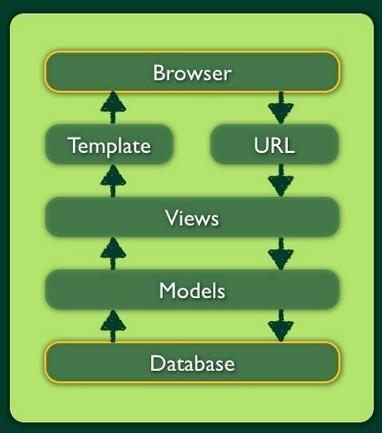 Browser
Template
URL
Views
Models
Database